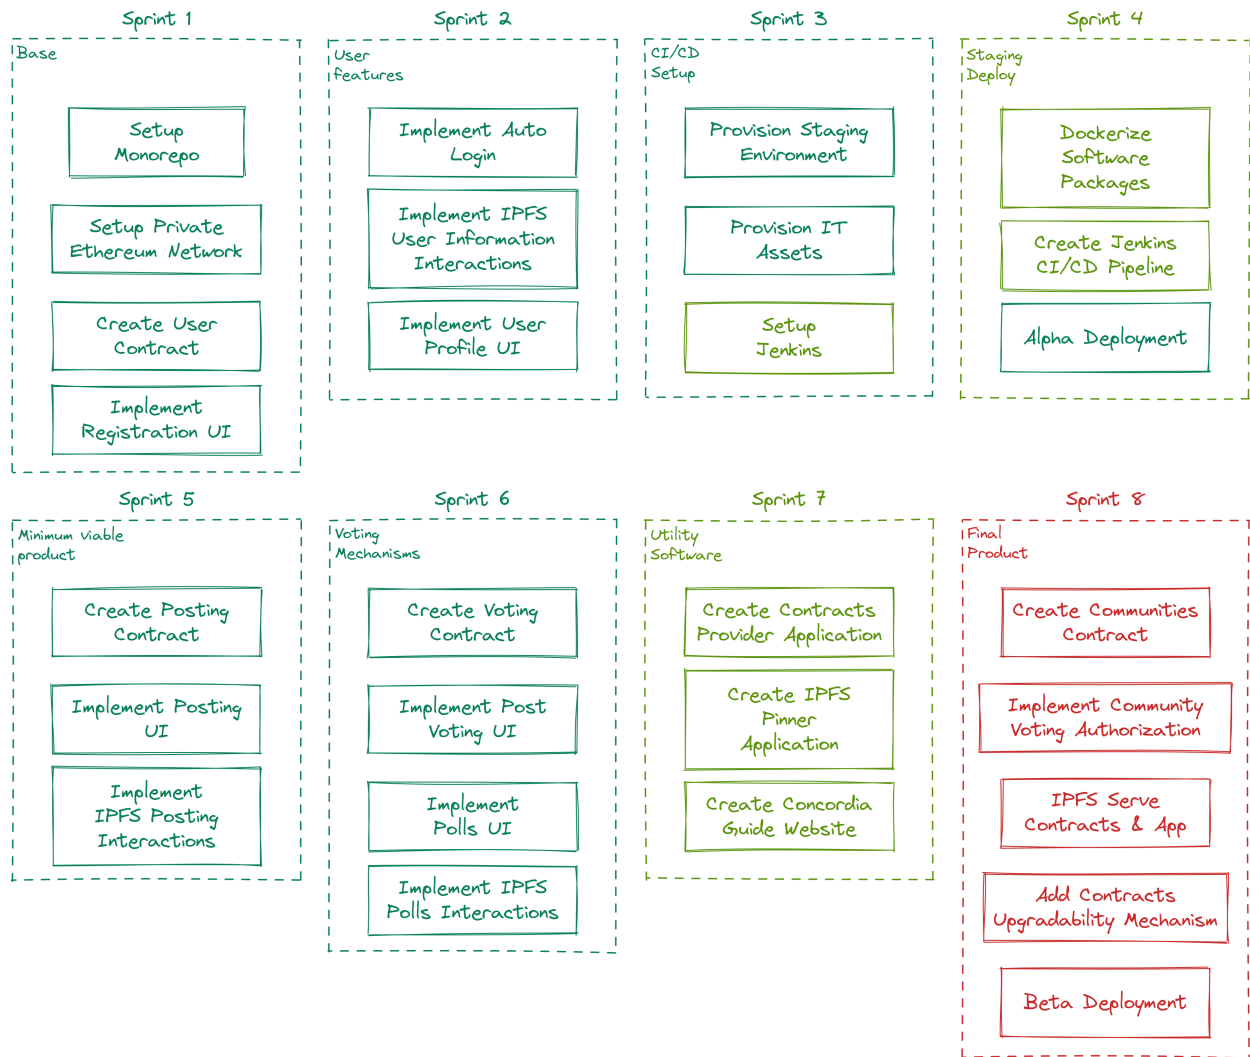 Sprint 1
Base
Setup
Monorepo
Setup Private
Ethereum Network
Create User
Contract
Implement
Registration UI
Sprint 2
User
features
Implement Auto
Login
Implement IPFS
User Information
Interactions
Implement User
Profile UI
Sprint 3
CI/CD
Setup
Provision Staging
Environment
Provision IT
Assets
Setup
Jenkins
Sprint 4
Staging
Deploy
Dockerize
Software
Packages
Create Jenkins
CI/CD Pipeline
Alpha Deployment
Sprint 5
Minimum viable
product
Create Posting
Contract
Implement Posting
UI
Implement
IPFS Posting
Interactions
Sprint 6
Voting
Mechanisms
Create Voting
Contract
Implement Post
Voting UI
Implement
Polls UI
Implement IPFS
Polls Interactions
Sprint 7
Utility
Software
Create Contracts
Provider Application
Create IPFS
Pinner
Application
Create Concordia
Guide Website
Sprint 8
Final
Product
Create Communities
Contract
Implement Community
Voting Authorization
IPFS Serve
Contracts & App
Add Contracts
Upgradability Mechanism
Beta Deployment